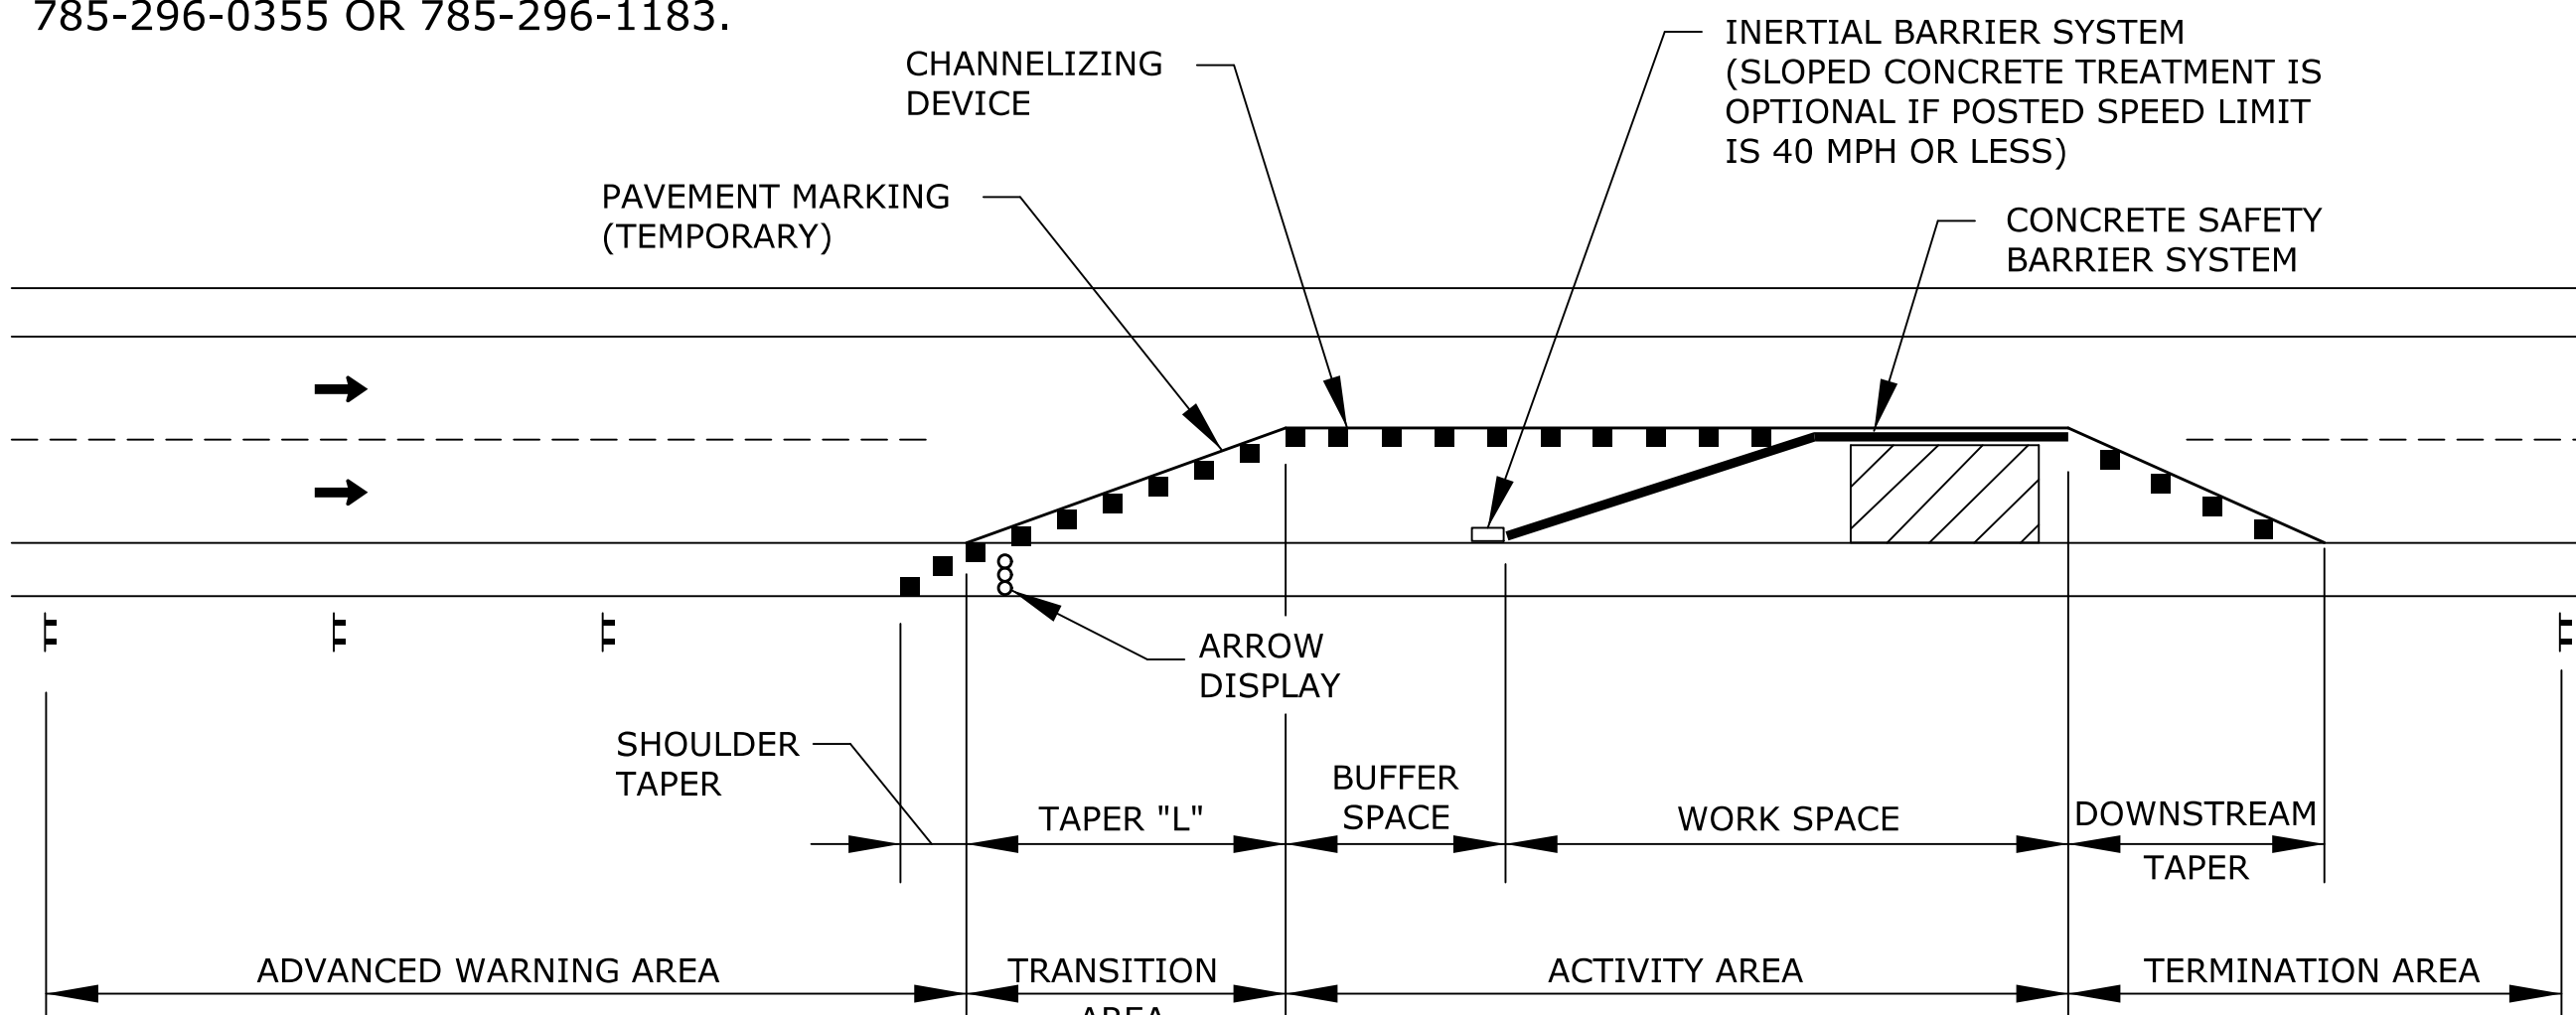 785-296-0355 OR 785-296-1183.
INERTIAL BARRIER SYSTEM
(SLOPED CONCRETE TREATMENT IS
OPTIONAL IF POSTED SPEED LIMIT
IS 40 MPH OR LESS)
CHANNELIZING
DEVICE
PAVEMENT MARKING
(TEMPORARY)
CONCRETE SAFETY
BARRIER SYSTEM
ARROW
DISPLAY
SHOULDER
TAPER
TAPER "L"
BUFFER
SPACE
WORK SPACE
DOWNSTREAM
TAPER
ADVANCED WARNING AREA
TRANSITION
AREA
ACTIVITY AREA
TERMINATION AREA